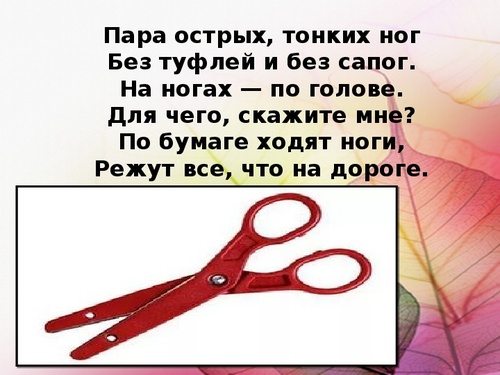 Пара острых, тонких ног
Без туфлей и без сапог.
На ногах — по голове.
Для чего, скажите мне?
По бумаге ходят ноги,
Режут все, что на дороге.